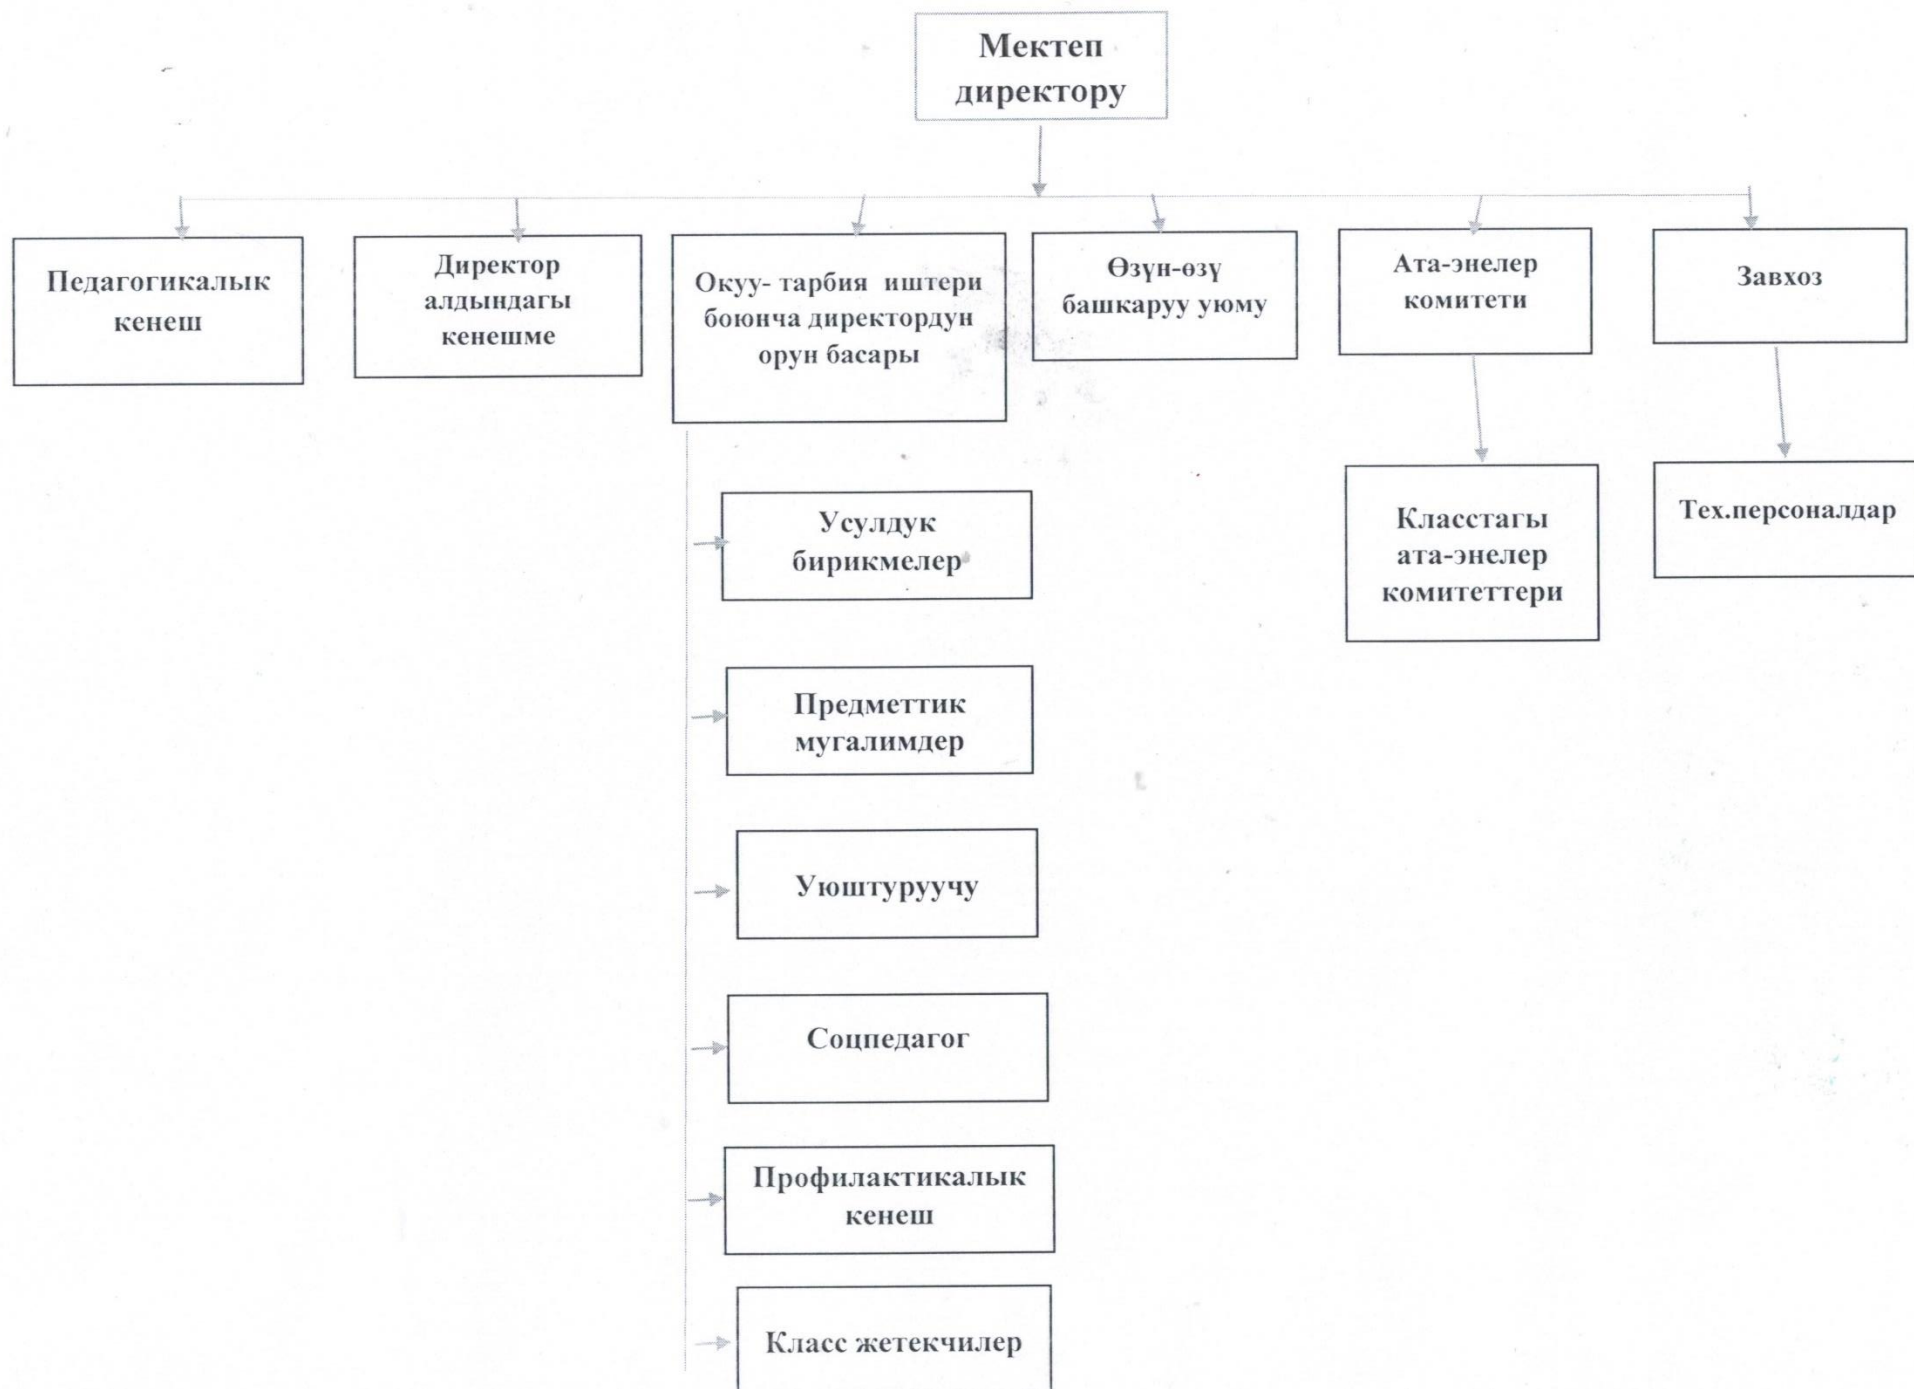 Мектеп
директору
Педагогикалык
кенеш
Директор
алдындагы
кенешме
Окуу- тарбия иштери
боюнча директордун
орун басары
Өзүн-өзү
башкаруу уюму
Ата-энелер
комитети
Завхоз
Усулдук
бирикмелер
Класстагы
ата-энелер
комитеттери
Тех.персоналдар
Предметтик
мугалимдер
Уюштуруучу
Соцпедагог
Профилактикалык
кенеш
Класс жетекчилер